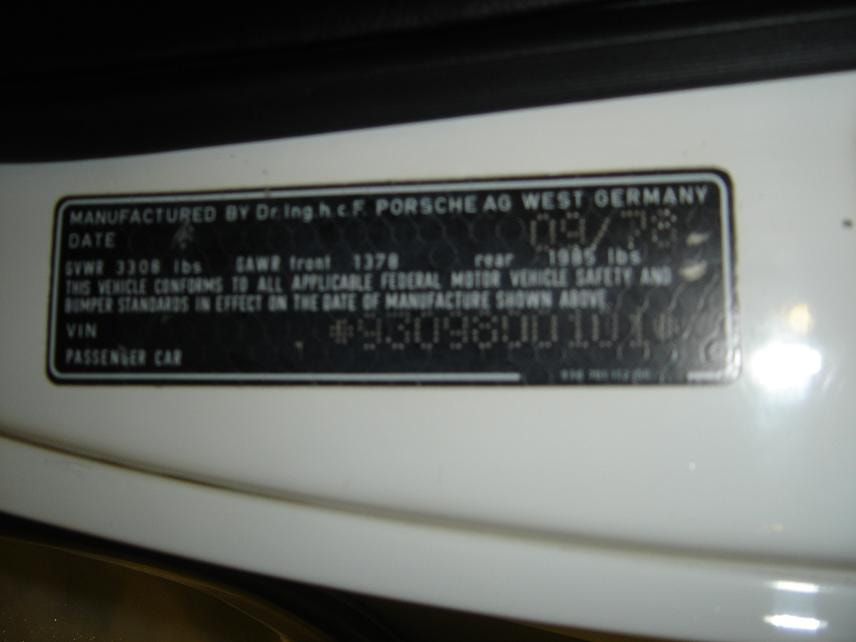 MANUFACTURED BY Dr.Ing.h.c.F. PORSCHE AG WEST GERMANY
DATE 09/78
GVWR 3308 lbs GAWR front 1378 rear 1985 lbs
THIS VEHICLE CONFORMS TO ALL APPLICABLE FEDERAL MOTOR VEHICLE SAFETY AND
BUMPER STANDARDS IN EFFECT ON THE DATE OF MANUFACTURE SHOWN ABOVE
VIN
PASSENGER CAR